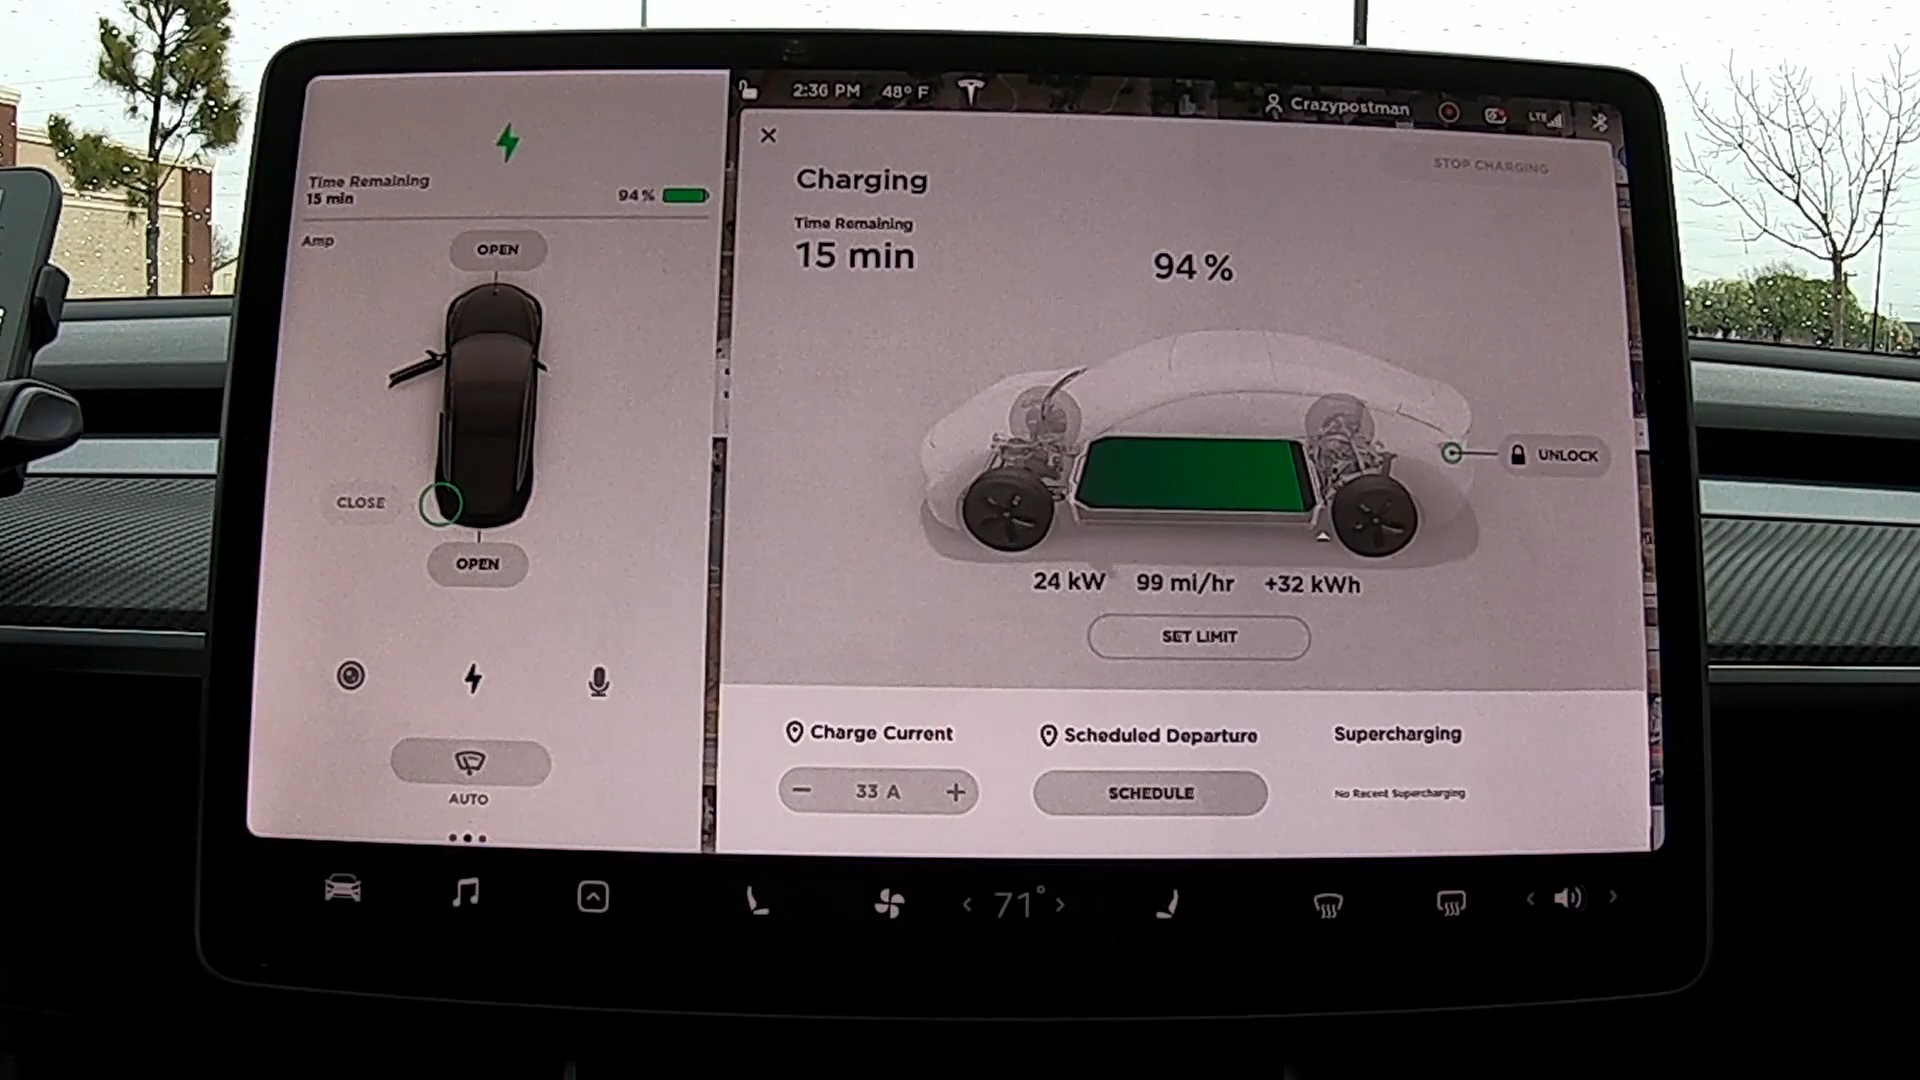 2:36 PM 48° F
Crazypostman
LTE
Time Remaining
15 min
94%
Amp
OPEN
CLOSE
OPEN
AUTO
Charging
STOP CHARGING
Time Remaining
15 min
94%
UNLOCK
24 kW 99 mi/hr +32 kWh
SET LIMIT
Charge Current
33 A
Scheduled Departure
SCHEDULE
Supercharging
No Recent Supercharging
71°